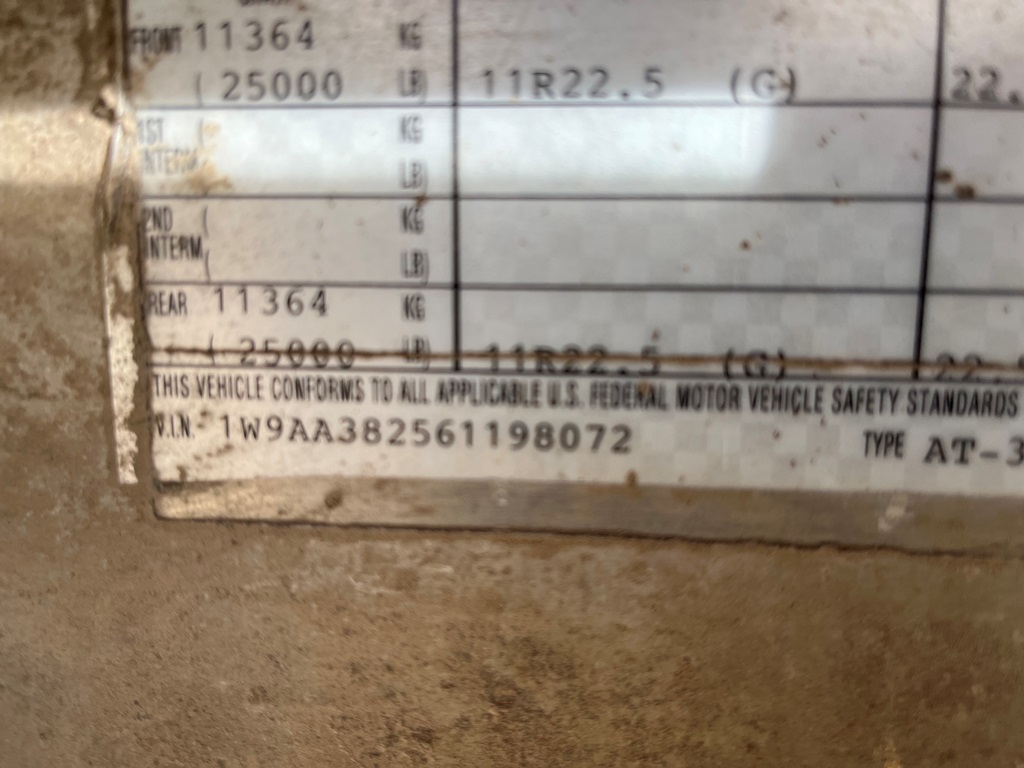 FRONT 11364 KG
( 25000 LB) 11R22.5 (G) 22.
1ST ( KG
INTERM LB)
2ND ( KG
INTERM ( LB)
REAR 11364 KG
( 25000 LB) 11R22.5 (G) 22.
THIS VEHICLE CONFORMS TO ALL APPLICABLE U.S. FEDERAL MOTOR VEHICLE SAFETY STANDARDS
V.I.N. 1W9AA382561198072 TYPE AT-3